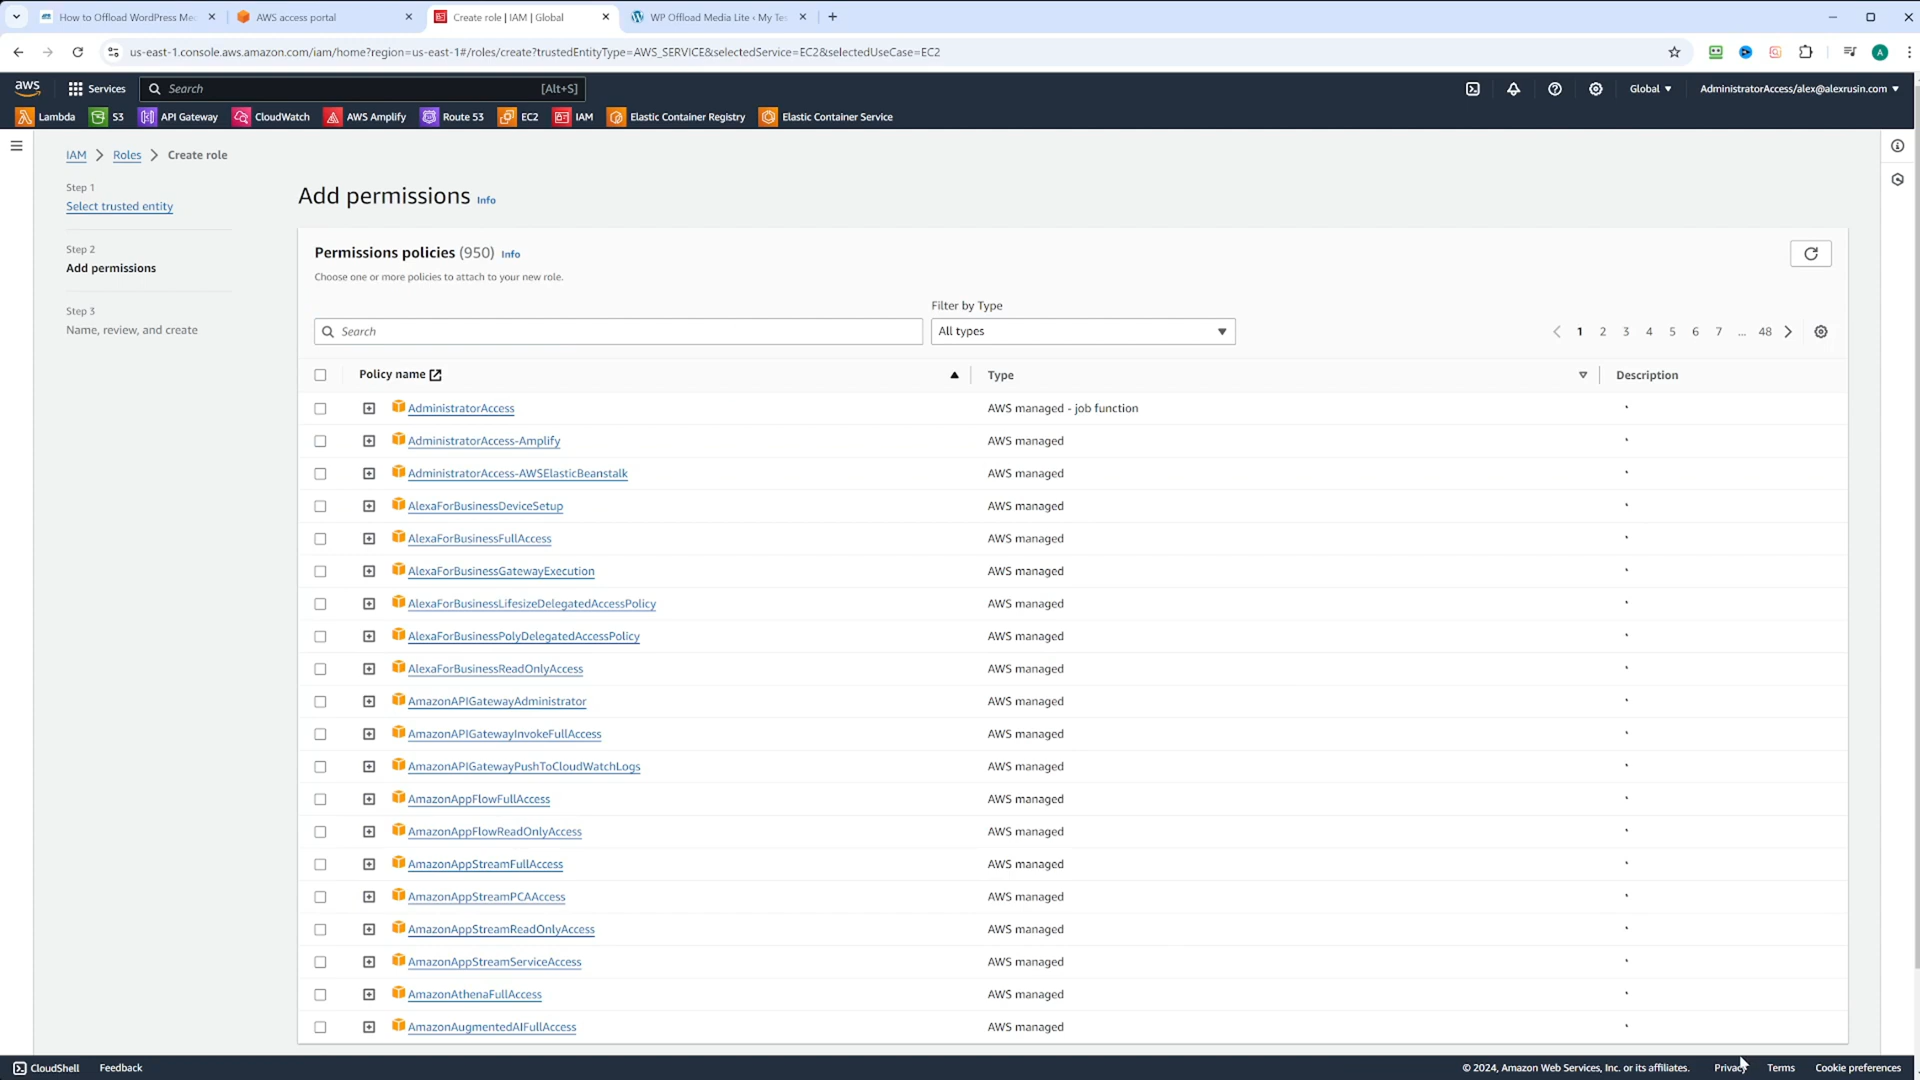 How to Offload WordPress Me
AWS access portal
Create role | IAM | Global
WP Offload Media Lite ‹ My Tes
us-east-1.console.aws.amazon.com/iam/home?region=us-east-1#/roles/create?trustedEntityType=AWS_SERVICE&selectedService=EC2&selectedUseCase=EC2
A
aws
Services
Search
[Alt+S]
Global
AdministratorAccess/alex@alexrusin.com
Lambda
S3
API Gateway
CloudWatch
AWS Amplify
Route 53
EC2
IAM
Elastic Container Registry
Elastic Container Service
IAM
Roles
Create role
Step 1
Select trusted entity
Step 2
Add permissions
Step 3
Name, review, and create
Add permissions Info
Permissions policies (950) Info
Choose one or more policies to attach to your new role.
Filter by Type
Search
All types
1 2 3 4 5 6 7 ... 48
Policy name
Type
Description
AdministratorAccess
AWS managed - job function
AdministratorAccess-Amplify
AWS managed
AdministratorAccess-AWSElasticBeanstalk
AWS managed
AlexaForBusinessDeviceSetup
AWS managed
AlexaForBusinessFullAccess
AWS managed
AlexaForBusinessGatewayExecution
AWS managed
AlexaForBusinessLifesizeDelegatedAccessPolicy
AWS managed
AlexaForBusinessPolyDelegatedAccessPolicy
AWS managed
AlexaForBusinessReadOnlyAccess
AWS managed
AmazonAPIGatewayAdministrator
AWS managed
AmazonAPIGatewayInvokeFullAccess
AWS managed
AmazonAPIGatewayPushToCloudWatchLogs
AWS managed
AmazonAppFlowFullAccess
AWS managed
AmazonAppFlowReadOnlyAccess
AWS managed
AmazonAppStreamFullAccess
AWS managed
AmazonAppStreamPCAAccess
AWS managed
AmazonAppStreamReadOnlyAccess
AWS managed
AmazonAppStreamServiceAccess
AWS managed
AmazonAthenaFullAccess
AWS managed
AmazonAugmentedAIFullAccess
AWS managed
CloudShell
Feedback
© 2024, Amazon Web Services, Inc. or its affiliates.
Privacy
Terms
Cookie preferences